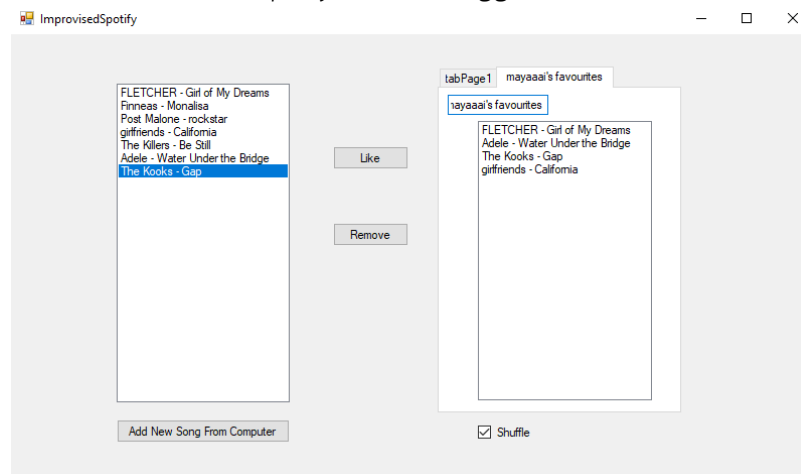 ImprovisedSpotify
FLETCHER - Girl of My Dreams
Finneas - Monalisa
Post Malone - rockstar
girlfriends - California
The Killers - Be Still
Adele - Water Under the Bridge
The Kooks - Gap
Add New Song From Computer
Like
Remove
tabPage1
mayaaai's favourites
nayaaai's favourites
FLETCHER - Girl of My Dreams
Adele - Water Under the Bridge
The Kooks - Gap
girlfriends - California
Shuffle